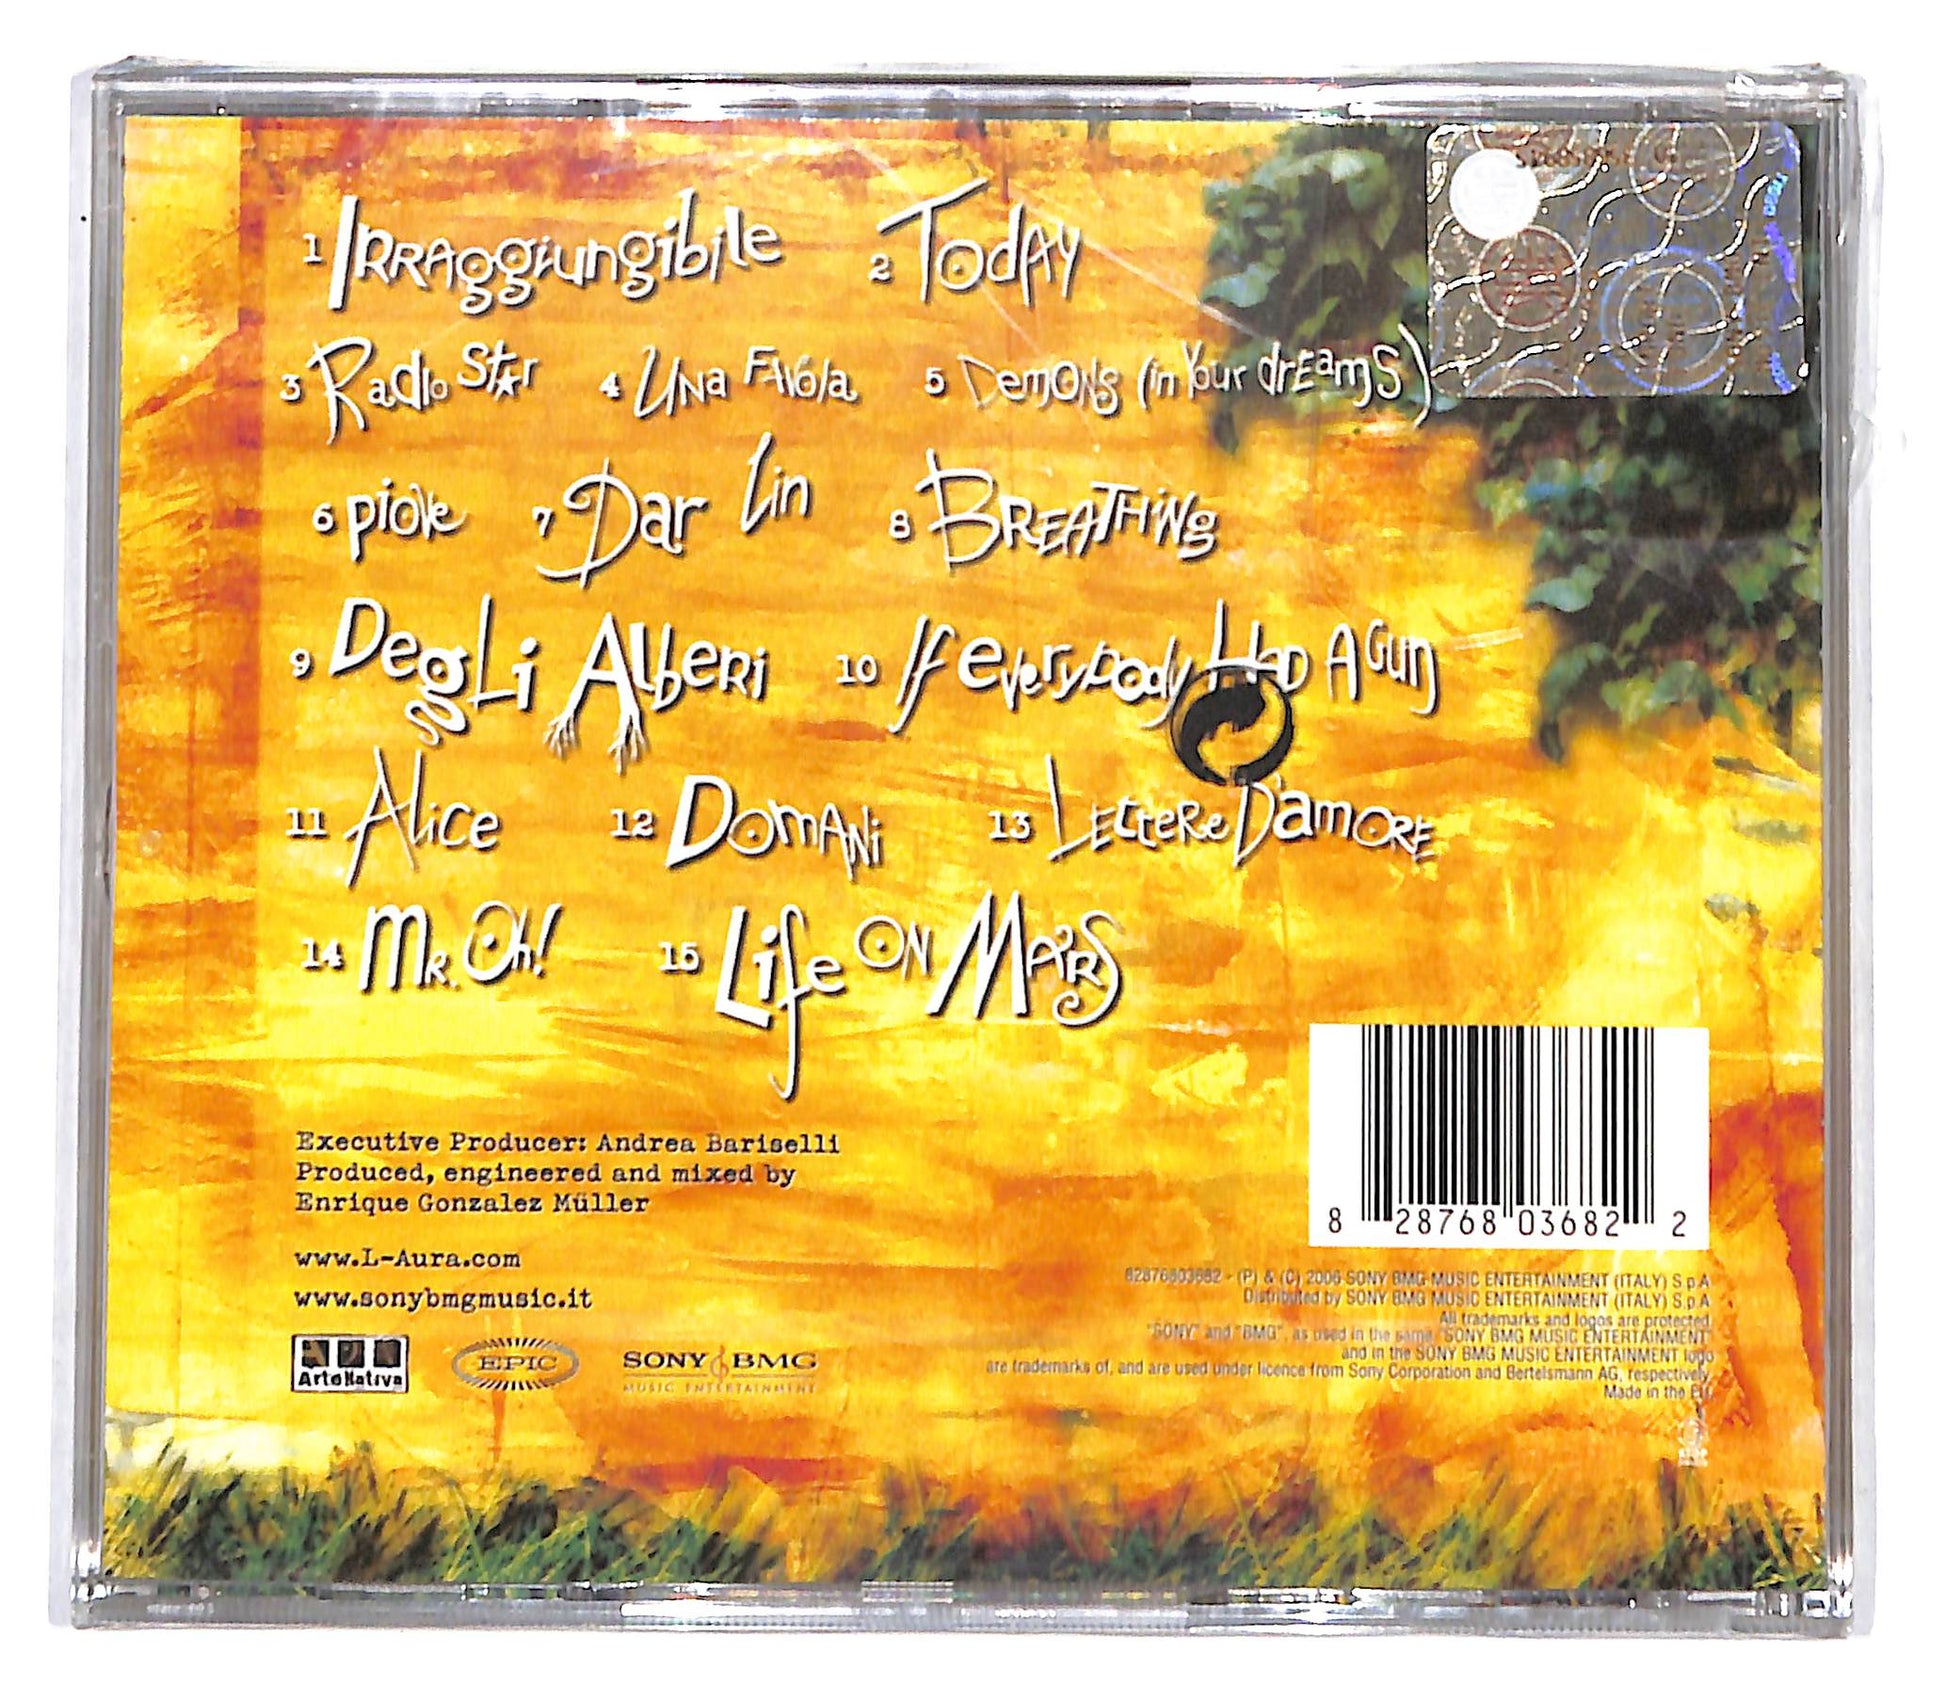 1 Irraggiungibile 2 Today
3 Radio Star 4 Una Favola 5 Demons (in Your dreams)
6 piove 7 Dar Lin 8 Breathing
9 Degli Alberi 10 If everybody Had A Gun
11 Alice 12 Domani 13 Lettere D'amore
14 Mr. Oh! 15 Life on Mars
Executive Producer: Andrea Bariselli
Produced, engineered and mixed by
Enrique Gonzalez Müller
www.L-Aura.com
www.sonybmgmusic.it
ArteNativa
EPIC
SONY BMG
MUSIC ENTERTAINMENT
8 28768 03682 2
82876803682 - (P) & (C) 2006 SONY BMG MUSIC ENTERTAINMENT (ITALY) S.p.A
Distributed by SONY BMG MUSIC ENTERTAINMENT (ITALY) S.p.A
All trademarks and logos are protected.
"SONY" and "BMG", as used in the same, "SONY BMG MUSIC ENTERTAINMENT"
and in the SONY BMG MUSIC ENTERTAINMENT logo
are trademarks of, and are used under licence from Sony Corporation and Bertelsmann AG, respectively.
Made in the EU.